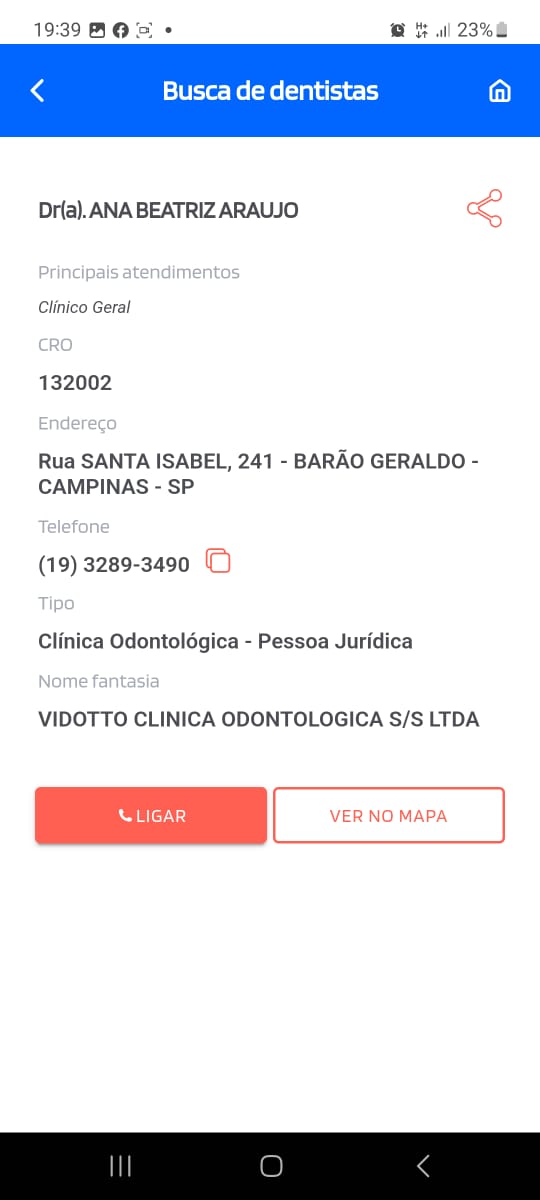 19:39
H+
23%
Busca de dentistas
Dr(a). ANA BEATRIZ ARAUJO
Principais atendimentos
Clínico Geral
CRO
132002
Endereço
Rua SANTA ISABEL, 241 - BARÃO GERALDO -
CAMPINAS - SP
Telefone
(19) 3289-3490
Tipo
Clínica Odontológica - Pessoa Jurídica
Nome fantasia
VIDOTTO CLINICA ODONTOLOGICA S/S LTDA
LIGAR
VER NO MAPA